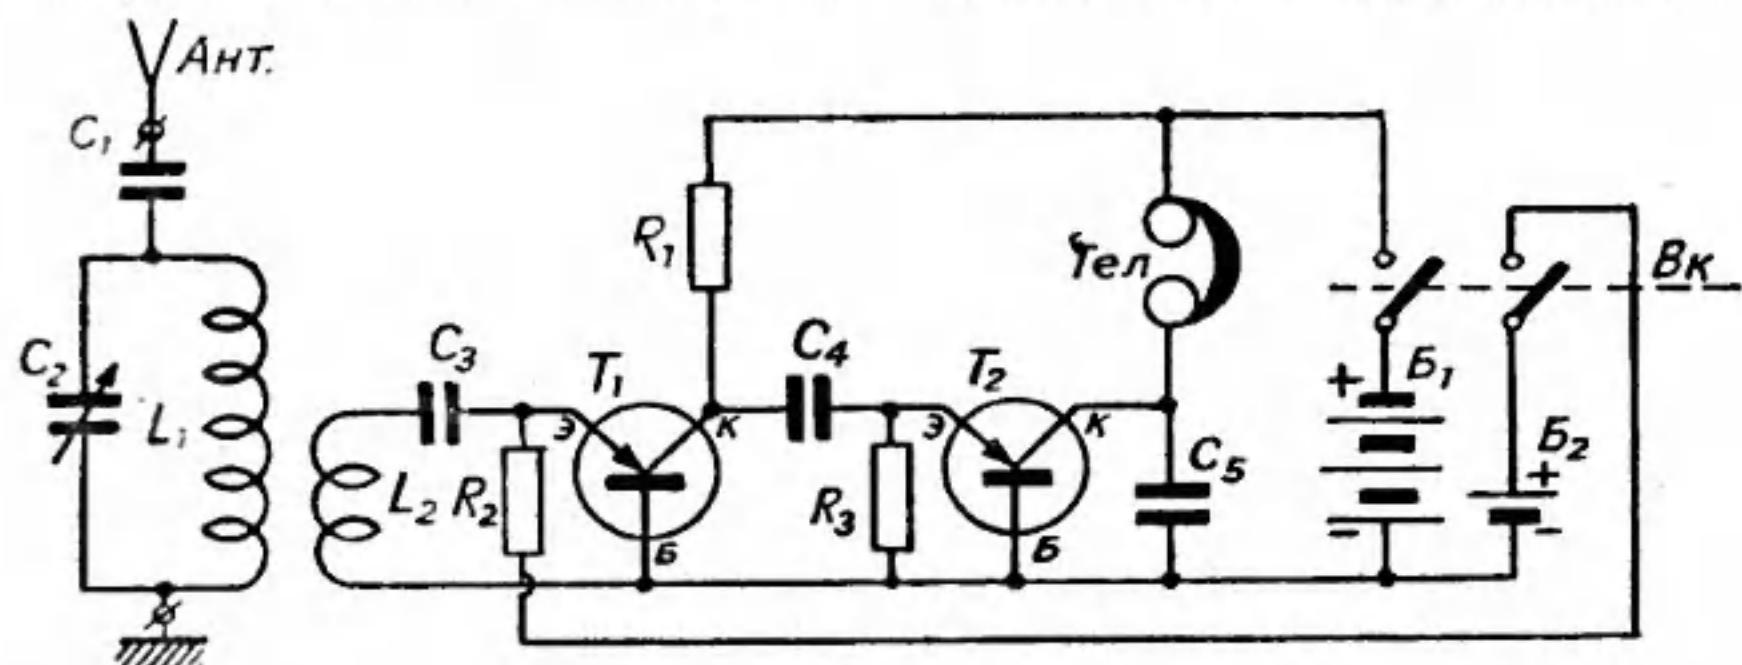 Ант.
C₁
C₂
L₁
L₂
C₃
R₂
T₁
э
к
Б
R₁
C₄
R₃
T₂
э
к
Б
Тел
C₅
Вк
+
Б₁
-
Б₂
+
-